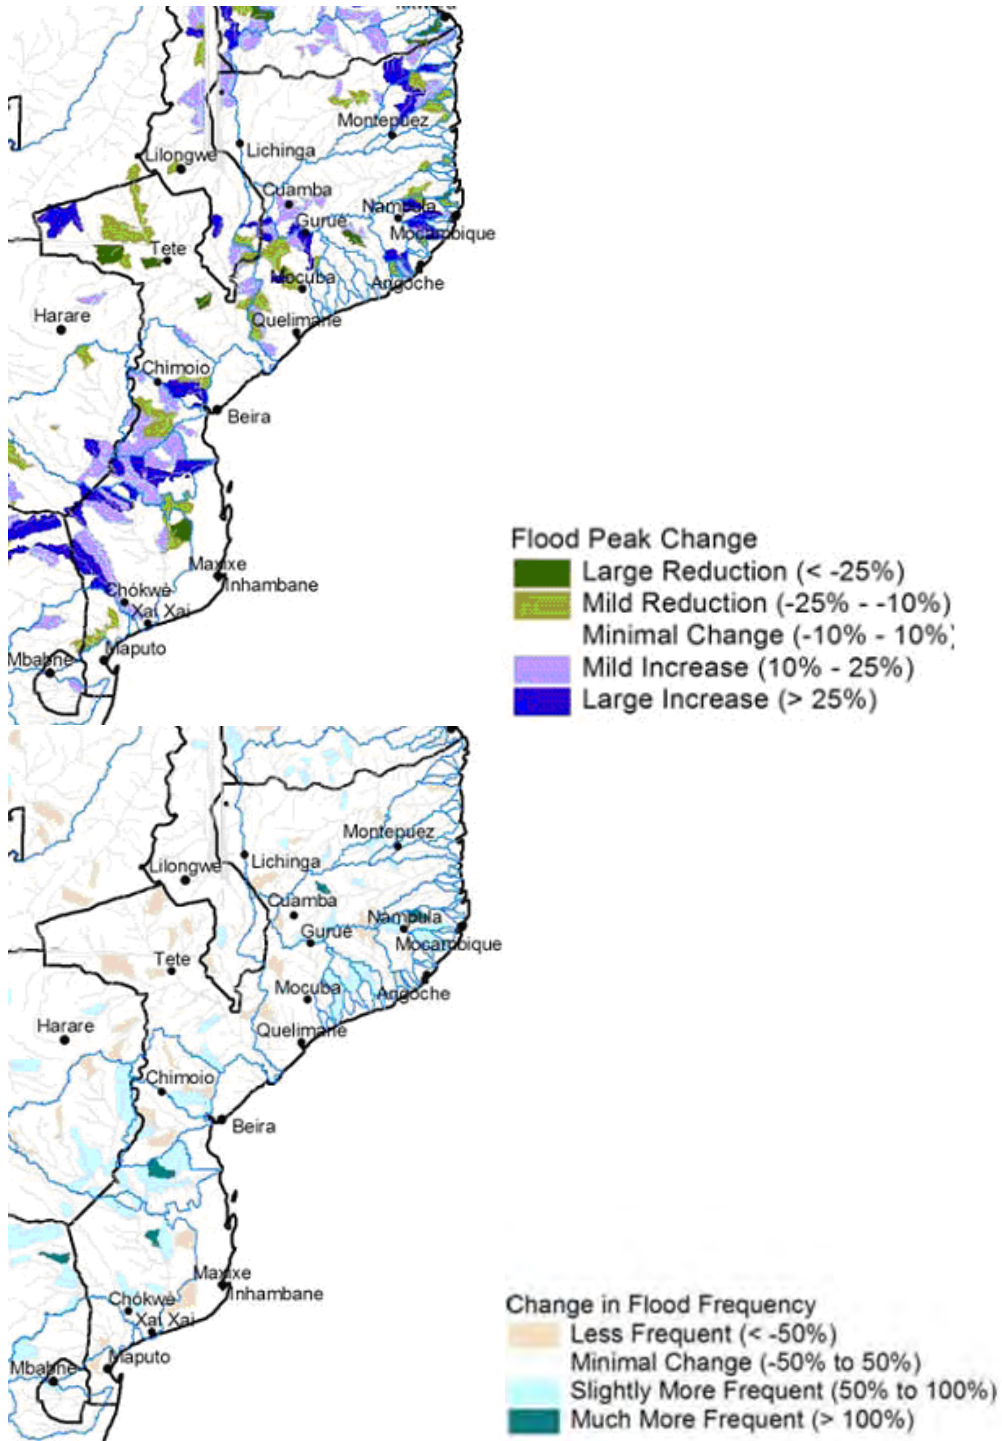 Lilongwe
Lichinga
Montepuez
Cuamba
Nampula
Gurue
Moçambique
Tete
Mocuba
Angoche
Harare
Quelimane
Chimoio
Beira
Maxixe
Inhambane
Chókwè
Xai Xai
Maputo
Mbabne
Flood Peak Change
Large Reduction (< -25%)
Mild Reduction (-25% - -10%)
Minimal Change (-10% - 10%)
Mild Increase (10% - 25%)
Large Increase (> 25%)
Montepuez
Lilongwe
Lichinga
Cuamba
Nampula
Gurue
Moçambique
Tete
Mocuba
Angoche
Harare
Quelimane
Chimoio
Beira
Maxixe
Inhambane
Chókwè
Xai Xai
Maputo
Mbabne
Change in Flood Frequency
Less Frequent (< -50%)
Minimal Change (-50% to 50%)
Slightly More Frequent (50% to 100%)
Much More Frequent (> 100%)